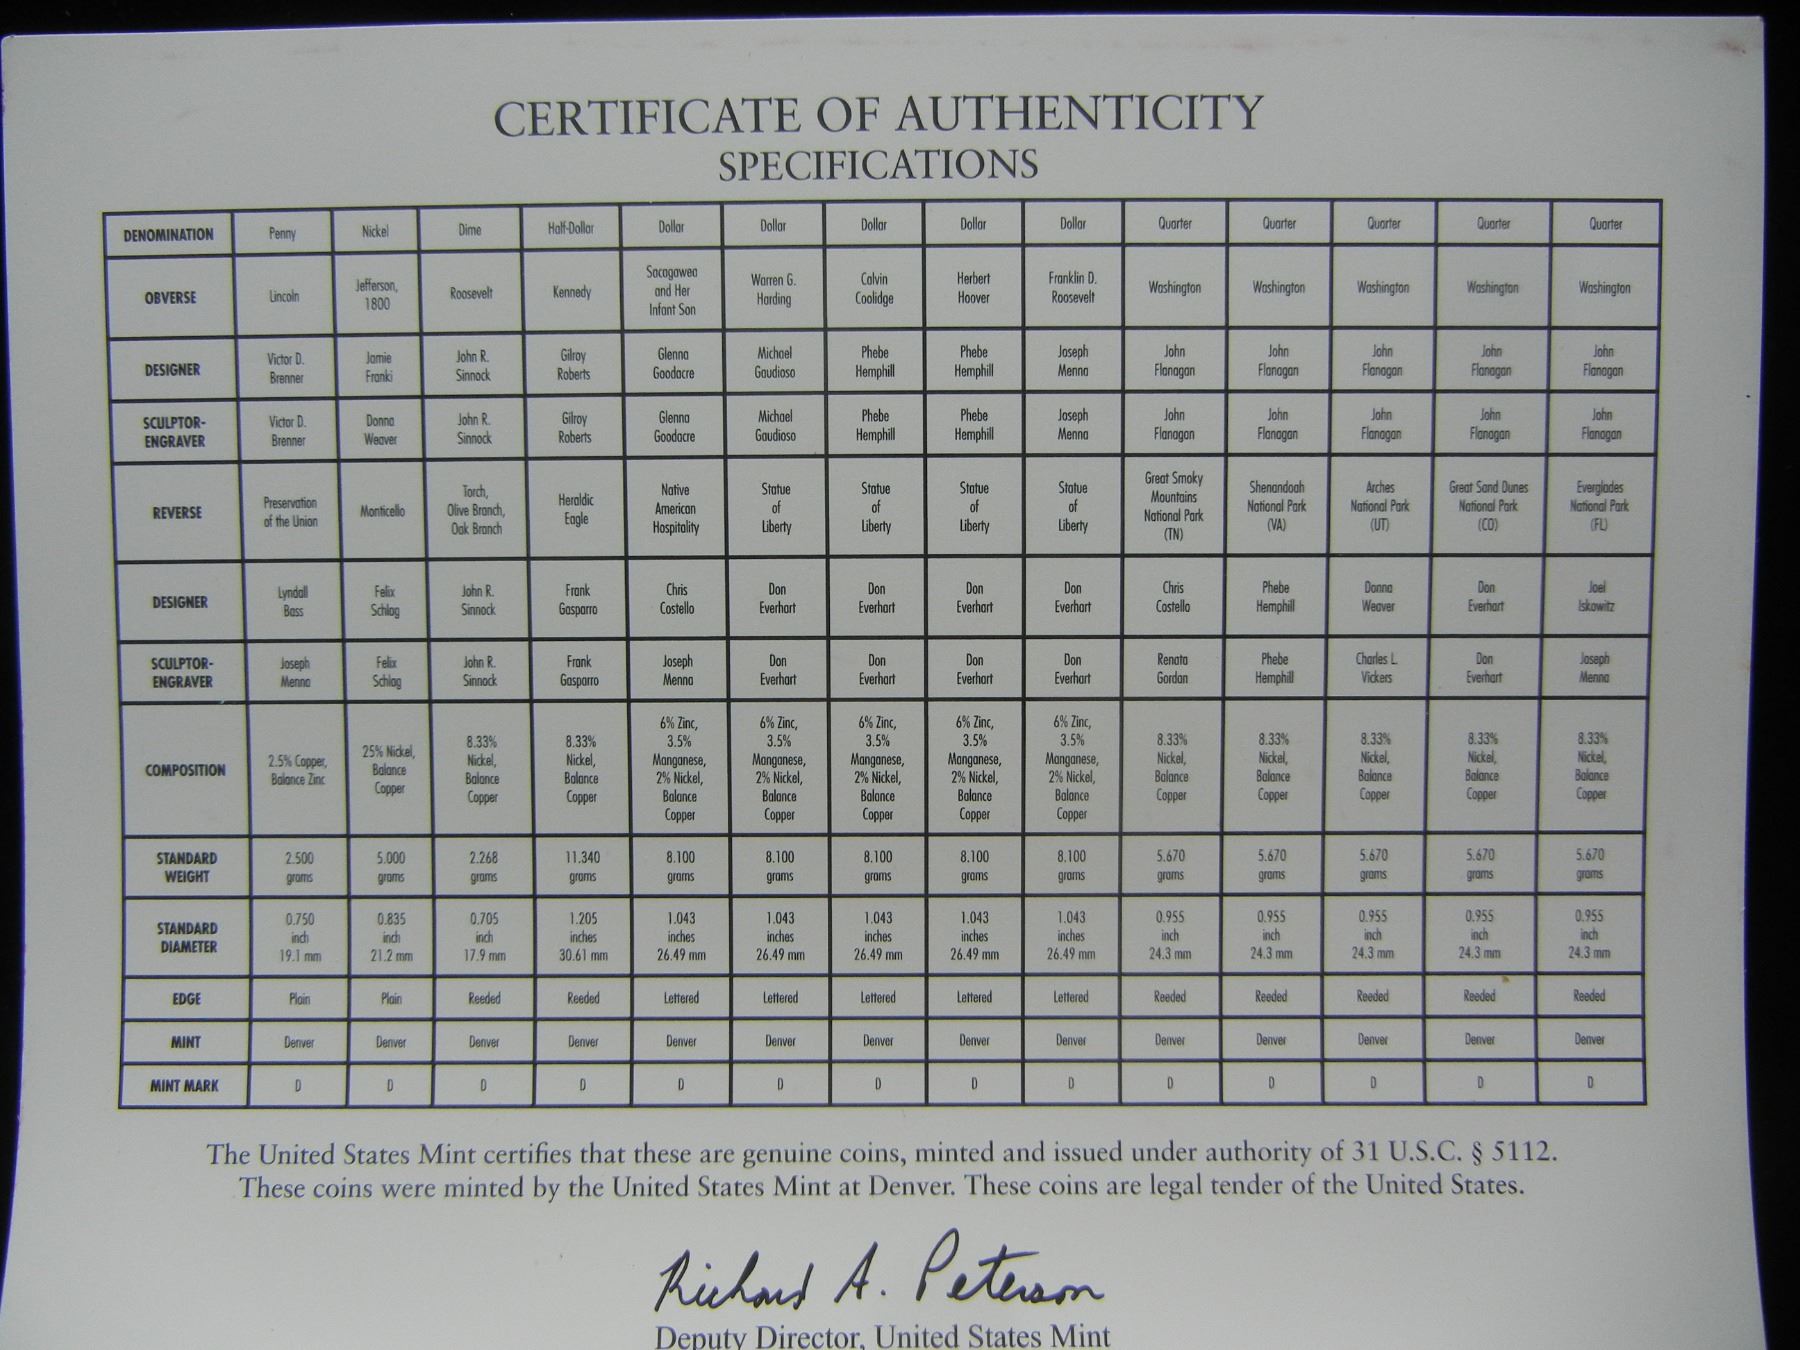 CERTIFICATE OF AUTHENTICITY
SPECIFICATIONS
DENOMINATION Penny Nickel Dime Half-Dollar Dollar Dollar Dollar Dollar Dollar Quarter Quarter Quarter Quarter Quarter
OBVERSE Lincoln Jefferson, 1800 Roosevelt Kennedy Sacagawea and Her Infant Son Warren G. Harding Calvin Coolidge Herbert Hoover Franklin D. Roosevelt Washington Washington Washington Washington Washington
DESIGNER Victor D. Brenner Jamie Franki John R. Sinnock Gilroy Roberts Glenna Goodacre Michael Gaudioso Phebe Hemphill Phebe Hemphill Joseph Menna John Flanagan John Flanagan John Flanagan John Flanagan John Flanagan
SCULPTOR-ENGRAVER Victor D. Brenner Donna Weaver John R. Sinnock Gilroy Roberts Glenna Goodacre Michael Gaudioso Phebe Hemphill Phebe Hemphill Joseph Menna John Flanagan John Flanagan John Flanagan John Flanagan John Flanagan
REVERSE Preservation of the Union Monticello Torch, Olive Branch, Oak Branch Heraldic Eagle Native American Hospitality Statue of Liberty Statue of Liberty Statue of Liberty Statue of Liberty Great Smoky Mountains National Park (TN) Shenandoah National Park (VA) Arches National Park (UT) Great Sand Dunes National Park (CO) Everglades National Park (FL)
DESIGNER Lyndall Bass Felix Schlag John R. Sinnock Frank Gasparro Chris Costello Don Everhart Don Everhart Don Everhart Don Everhart Chris Costello Phebe Hemphill Donna Weaver Don Everhart Joel Iskowitz
SCULPTOR-ENGRAVER Joseph Menna Felix Schlag John R. Sinnock Frank Gasparro Joseph Menna Don Everhart Don Everhart Don Everhart Don Everhart Renata Gordan Phebe Hemphill Charles L. Vickers Don Everhart Joseph Menna
COMPOSITION 2.5% Copper, Balance Zinc 25% Nickel, Balance Copper 8.33% Nickel, Balance Copper 8.33% Nickel, Balance Copper 6% Zinc, 3.5% Manganese, 2% Nickel, Balance Copper 6% Zinc, 3.5% Manganese, 2% Nickel, Balance Copper 6% Zinc, 3.5% Manganese, 2% Nickel, Balance Copper 6% Zinc, 3.5% Manganese, 2% Nickel, Balance Copper 6% Zinc, 3.5% Manganese, 2% Nickel, Balance Copper 8.33% Nickel, Balance Copper 8.33% Nickel, Balance Copper 8.33% Nickel, Balance Copper 8.33% Nickel, Balance Copper 8.33% Nickel, Balance Copper
STANDARD WEIGHT 2.500 grams 5.000 grams 2.268 grams 11.340 grams 8.100 grams 8.100 grams 8.100 grams 8.100 grams 8.100 grams 5.670 grams 5.670 grams 5.670 grams 5.670 grams 5.670 grams
STANDARD DIAMETER 0.750 inch 19.1 mm 0.835 inch 21.2 mm 0.705 inch 17.9 mm 1.205 inches 30.61 mm 1.043 inches 26.49 mm 1.043 inches 26.49 mm 1.043 inches 26.49 mm 1.043 inches 26.49 mm 1.043 inches 26.49 mm 0.955 inch 24.3 mm 0.955 inch 24.3 mm 0.955 inch 24.3 mm 0.955 inch 24.3 mm 0.955 inch 24.3 mm
EDGE Plain Plain Reeded Reeded Lettered Lettered Lettered Lettered Lettered Reeded Reeded Reeded Reeded Reeded
MINT Denver Denver Denver Denver Denver Denver Denver Denver Denver Denver Denver Denver Denver Denver
MINT MARK D D D D D D D D D D D D D D
The United States Mint certifies that these are genuine coins, minted and issued under authority of 31 U.S.C. § 5112.
These coins were minted by the United States Mint at Denver. These coins are legal tender of the United States.
Richard A. Peterson
Deputy Director, United States Mint